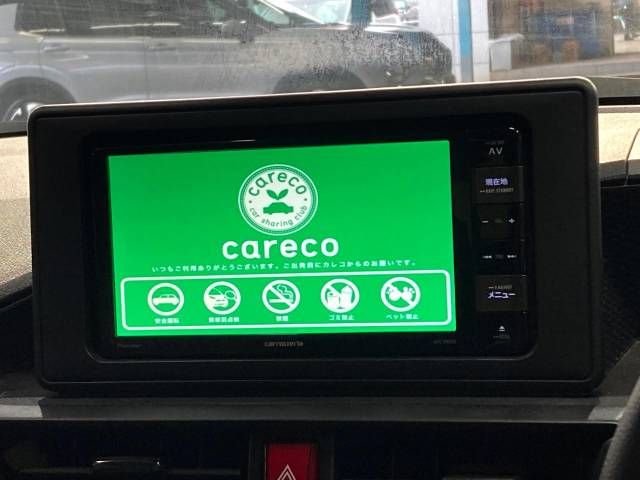 careco
car sharing club
careco
いつもご利用ありがとうございます。ご出発前にカレコからのお願いです。
安全運転
禁煙
ゴミ禁止
ペット禁止
carrozzeria
AV
現在地
メニュー